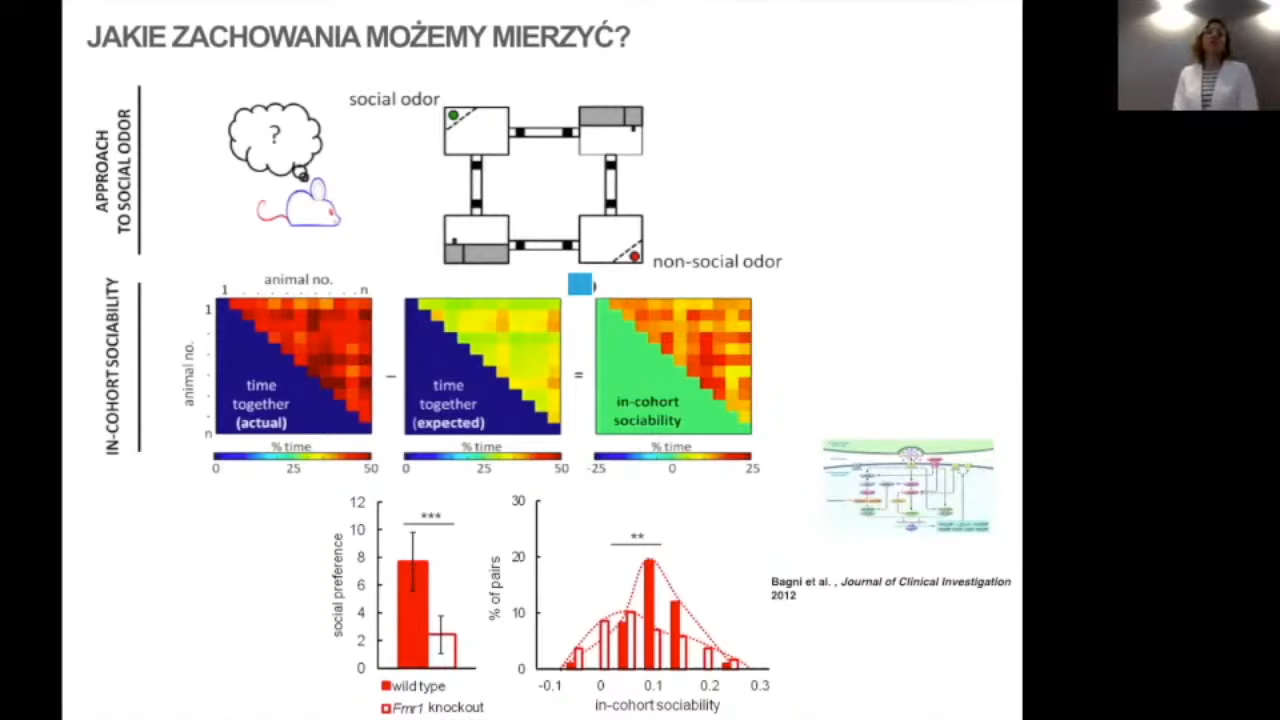 JAKIE ZACHOWANIA MOŻEMY MIERZYĆ?
APPROACH
TO SOCIAL ODOR
?
social odor
non-social odor
IN-COHORT SOCIABILITY
animal no.
1 . . . . . . . . . . n
animal no.
1
n
time
together
(actual)
% time
0 25 50
–
time
together
(expected)
% time
0 50
=
)
in-cohort
sociability
% time
-25 0 25
social preference
12
10
8
6
4
2
0
***
wild type
Fmr1 knockout
% of pairs
30
20
10
0
**
-0.1 0 0.1 0.2 0.3
in-cohort sociability
Bagni et al. , Journal of Clinical Investigation
2012